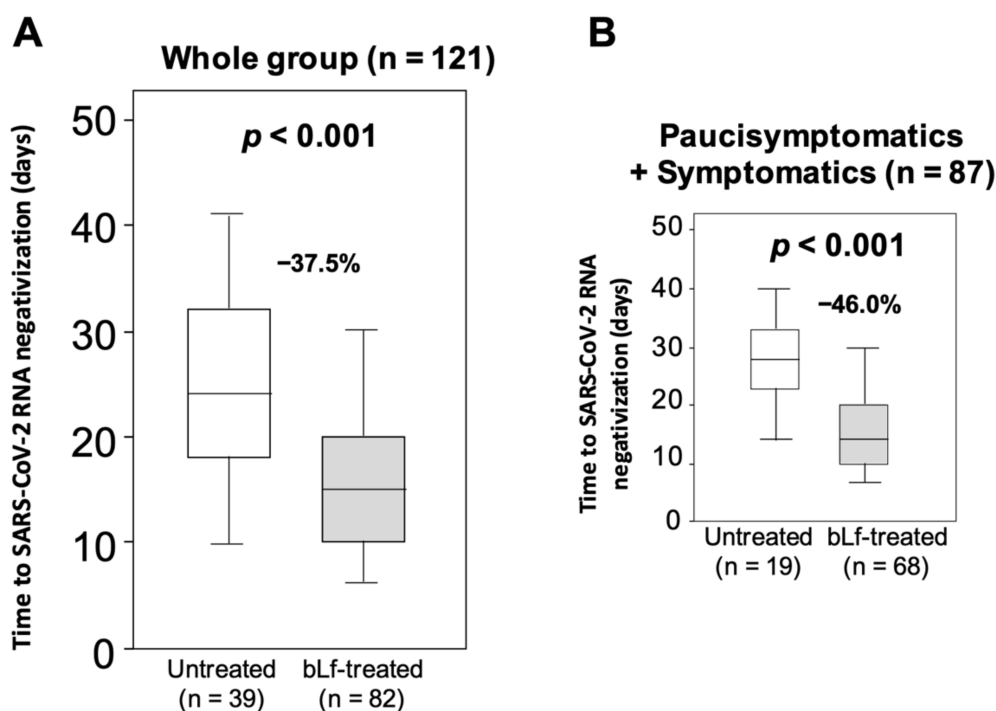 A
Whole group (n = 121)
Time to SARS-CoV-2 RNA negativization (days)
50
40
30
20
10
0
p < 0.001
−37.5%
Untreated
(n = 39)
bLf-treated
(n = 82)
B
Paucisymptomatics
+ Symptomatics (n = 87)
Time to SARS-CoV-2 RNA
negativization (days)
50
40
30
20
10
0
p < 0.001
−46.0%
Untreated
(n = 19)
bLf-treated
(n = 68)